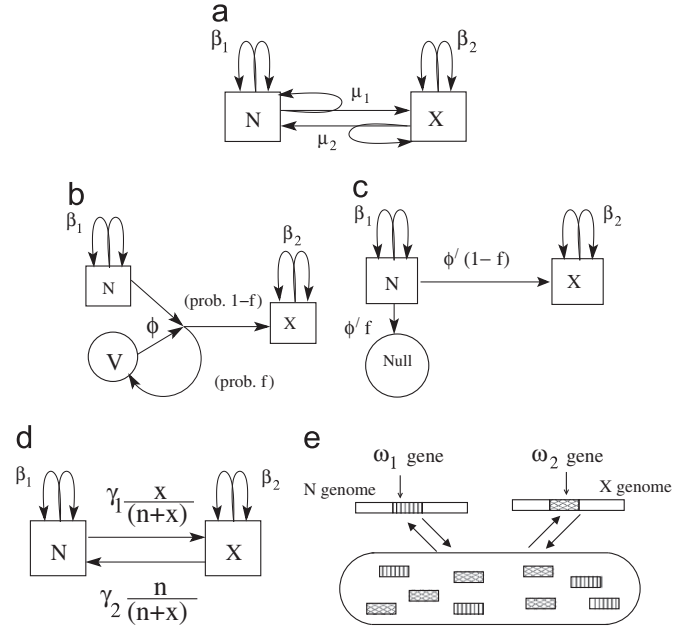 a
β1
β2
N
μ1
X
μ2
b
β1
N
V
ϕ
(prob. 1−f)
(prob. f)
β2
X
c
β1
N
ϕ′ (1− f)
β2
X
ϕ′ f
Null
d
β1
N
γ1 x/(n+x)
β2
X
γ2 n/(n+x)
e
ω1 gene
ω2 gene
N genome
X genome